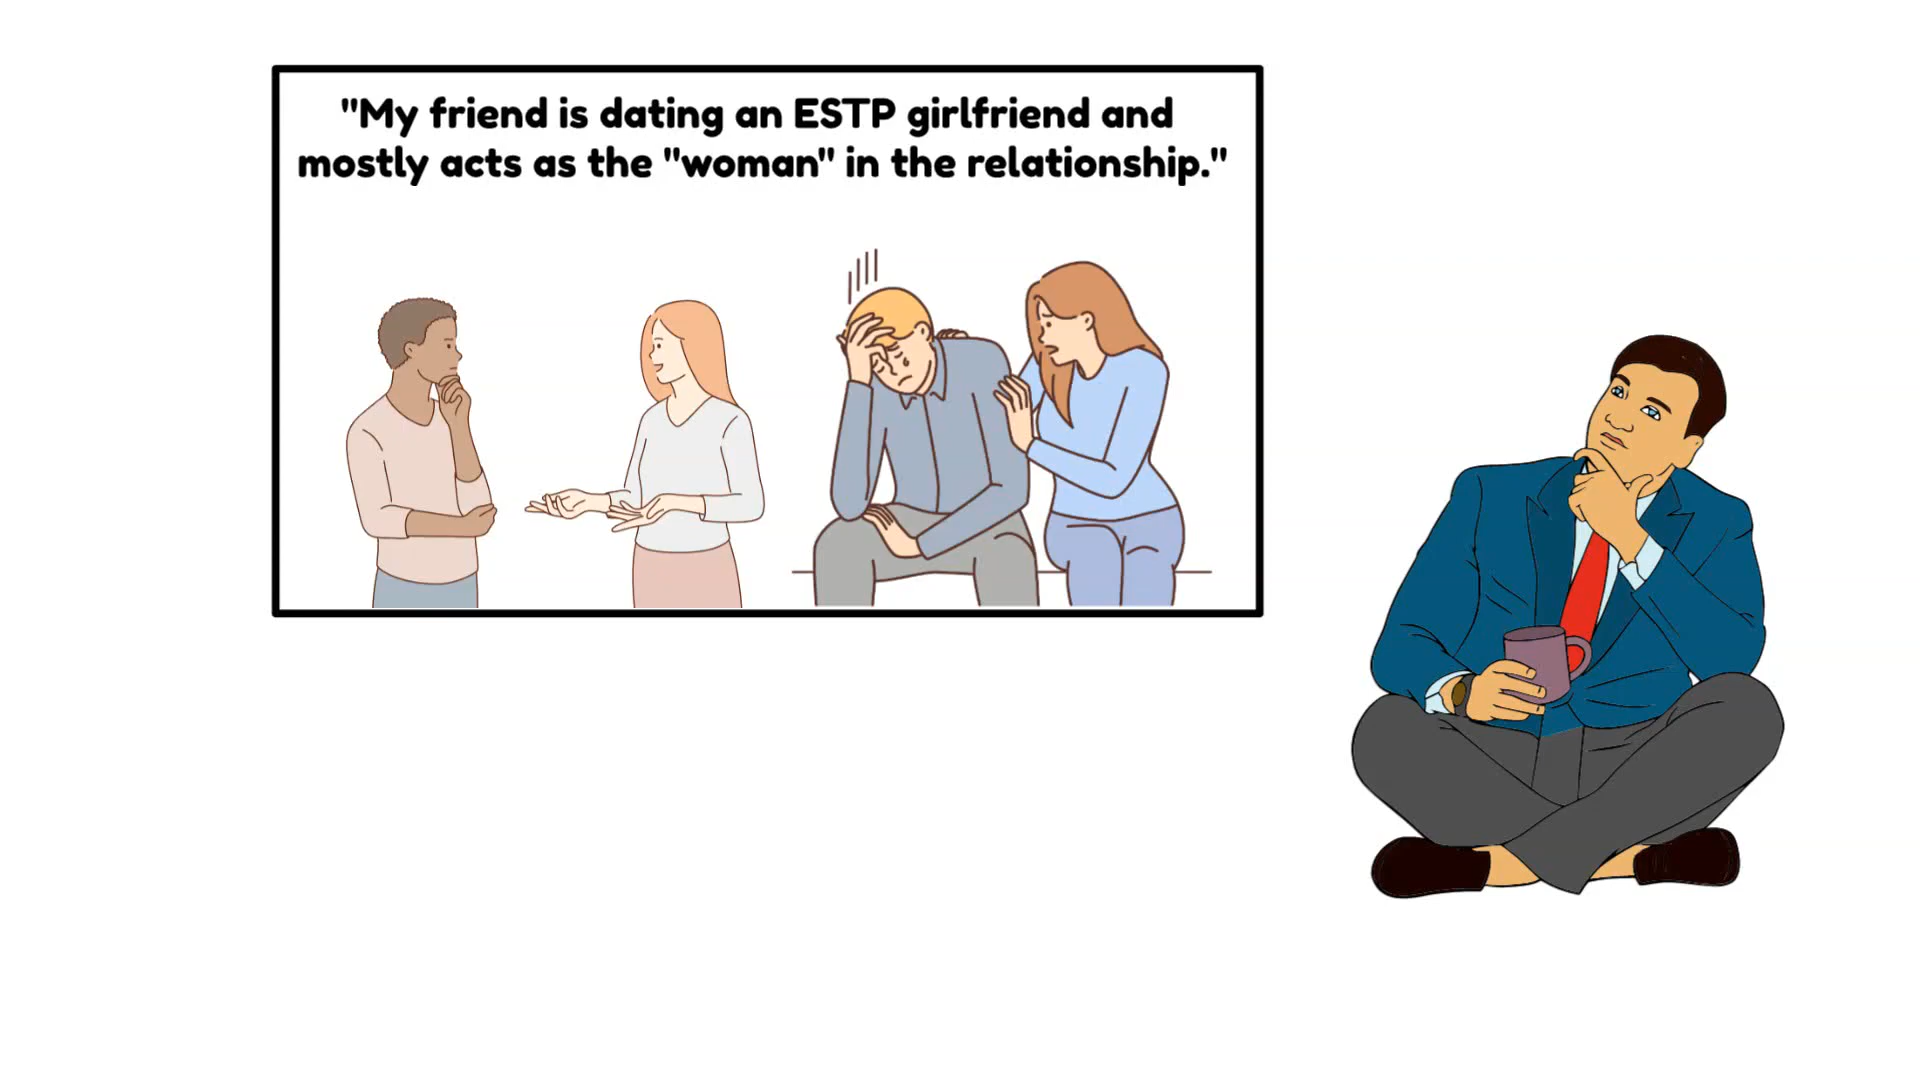 "My friend is dating an ESTP girlfriend and
mostly acts as the "woman" in the relationship."